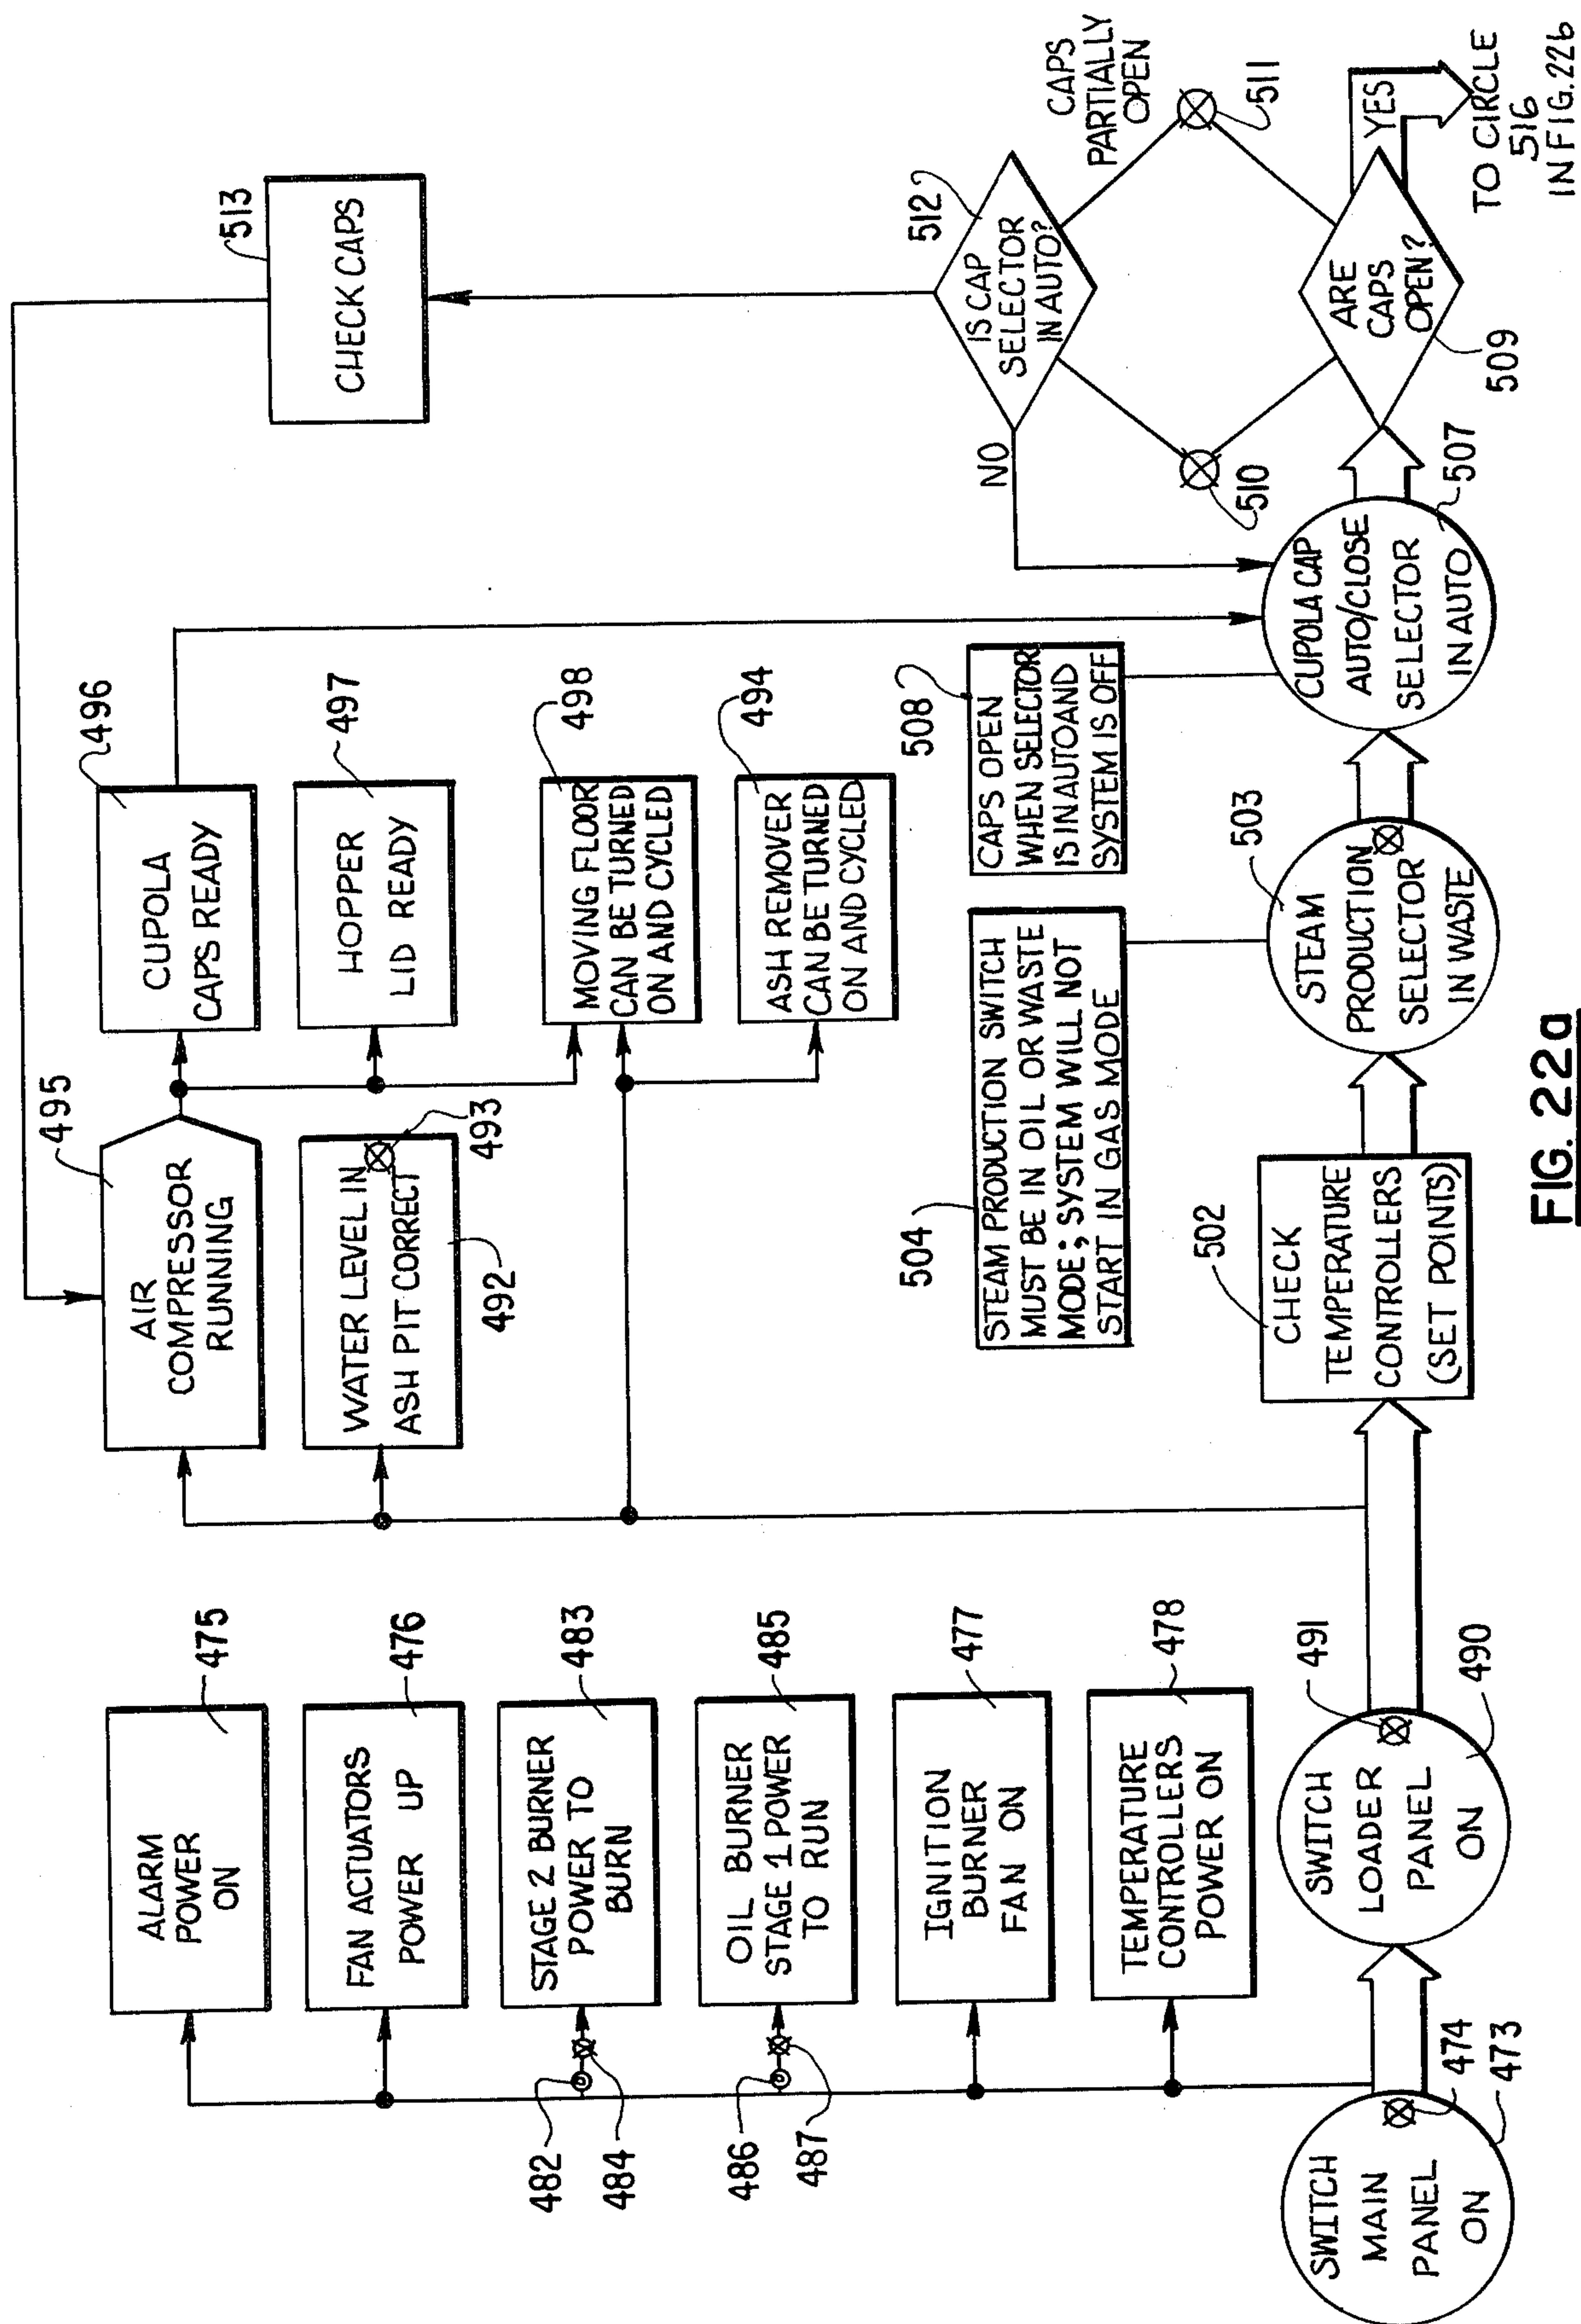 513
CHECK CAPS
495
AIR
COMPRESSOR
RUNNING
496
CUPOLA
CAPS READY
497
HOPPER
LID READY
WATER LEVEL IN
ASH PIT CORRECT
493
492
498
MOVING FLOOR
CAN BE TURNED
ON AND CYCLED
494
ASH REMOVER
CAN BE TURNED
ON AND CYCLED
475
ALARM
POWER
ON
476
FAN ACTUATORS
POWER UP
483
STAGE 2 BURNER
POWER TO
BURN
482
484
485
OIL BURNER
STAGE 1 POWER
TO RUN
486
487
477
IGNITION
BURNER
FAN ON
478
TEMPERATURE
CONTROLLERS
POWER ON
504
STEAM PRODUCTION SWITCH
MUST BE IN OIL OR WASTE
MODE; SYSTEM WILL NOT
START IN GAS MODE
508
CAPS OPEN
WHEN SELECTOR
IS IN AUTO AND
SYSTEM IS OFF
512
IS CAP
SELECTOR
IN AUTO?
NO
CAPS
PARTIALLY
OPEN
510
511
SWITCH
MAIN
PANEL
ON
474
473
SWITCH
LOADER
PANEL
ON
491
490
502
CHECK
TEMPERATURE
CONTROLLERS
(SET POINTS)
503
STEAM
PRODUCTION
SELECTOR
IN WASTE
CUPOLA CAP
AUTO/CLOSE
SELECTOR
IN AUTO
507
ARE
CAPS
OPEN?
509
YES
TO CIRCLE
516
IN FIG. 22b
FIG. 22a